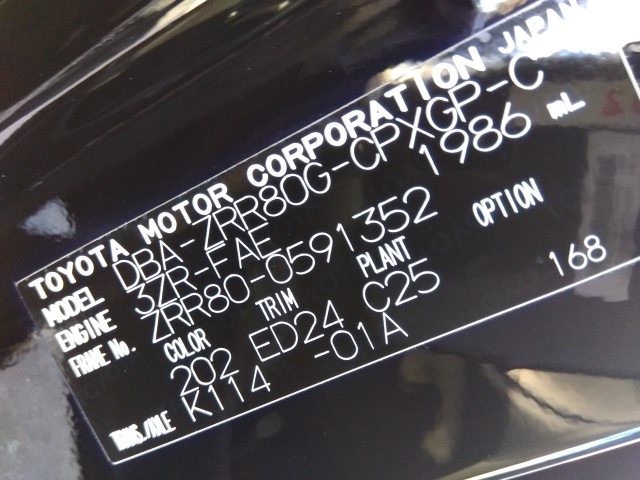 TOYOTA MOTOR CORPORATION JAPAN
MODEL DBA-ZRR80G-CPXGP-C
ENGINE 3ZR-FAE 1986 mL
FRAME No. ZRR80-0591352
COLOR TRIM PLANT OPTION
202 ED24 C25 168
TRANS./AXLE K114 -01A